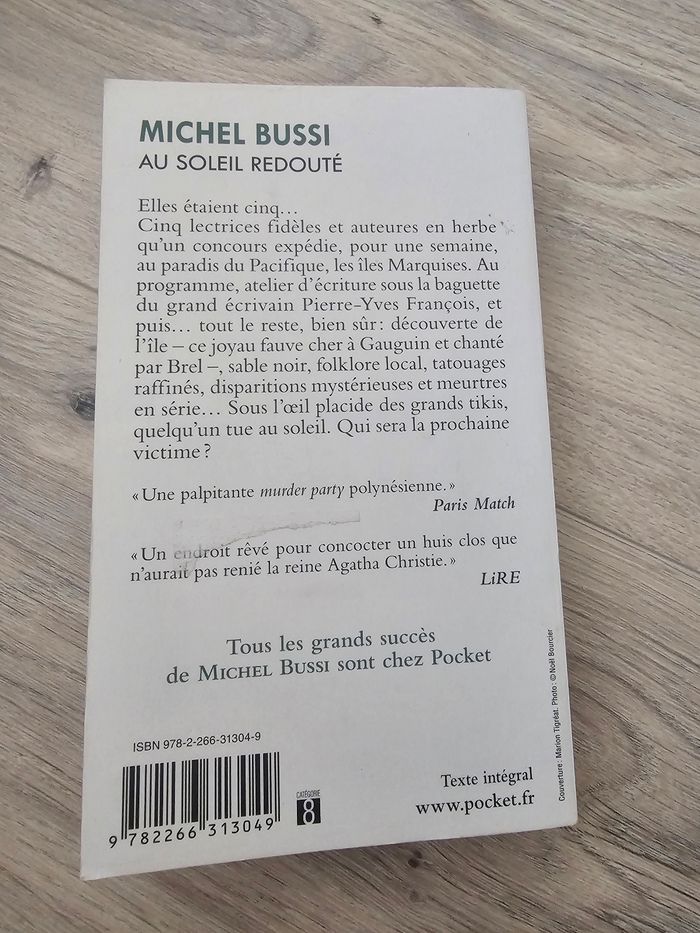 MICHEL BUSSI
AU SOLEIL REDOUTÉ
Elles étaient cinq...
Cinq lectrices fidèles et auteures en herbe
qu'un concours expédie, pour une semaine,
au paradis du Pacifique, les îles Marquises. Au
programme, atelier d'écriture sous la baguette
du grand écrivain Pierre-Yves François, et
puis... tout le reste, bien sûr : découverte de
l'île – ce joyau fauve cher à Gauguin et chanté
par Brel –, sable noir, folklore local, tatouages
raffinés, disparitions mystérieuses et meurtres
en série... Sous l'œil placide des grands tikis,
quelqu'un tue au soleil. Qui sera la prochaine
victime ?
« Une palpitante murder party polynésienne. »
Paris Match
« Un endroit rêvé pour concocter un huis clos que
n'aurait pas renié la reine Agatha Christie. »
LiRE
Tous les grands succès
de MICHEL BUSSI sont chez Pocket
ISBN 978-2-266-31304-9
9 782266 313049
CATÉGORIE
8
Texte intégral
www.pocket.fr
Couverture : Marion Tigréat. Photo : © Noël Bourcier